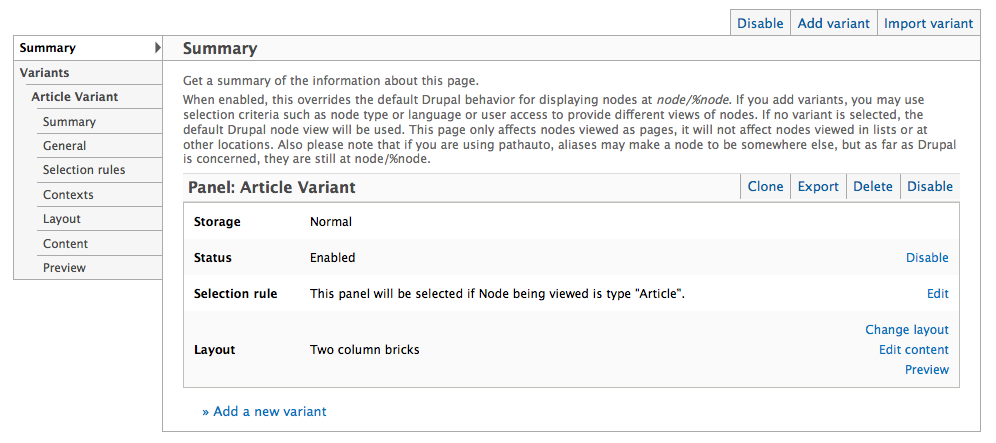 Disable Add variant Import variant
Summary
Variants
Article Variant
Summary
General
Selection rules
Contexts
Layout
Content
Preview
Summary
Get a summary of the information about this page.
When enabled, this overrides the default Drupal behavior for displaying nodes at node/%node. If you add variants, you may use
selection criteria such as node type or language or user access to provide different views of nodes. If no variant is selected, the
default Drupal node view will be used. This page only affects nodes viewed as pages, it will not affect nodes viewed in lists or at
other locations. Also please note that if you are using pathauto, aliases may make a node to be somewhere else, but as far as Drupal
is concerned, they are still at node/%node.
Panel: Article Variant Clone Export Delete Disable
Storage Normal
Status Enabled Disable
Selection rule This panel will be selected if Node being viewed is type "Article". Edit
Change layout
Layout Two column bricks Edit content
Preview
» Add a new variant